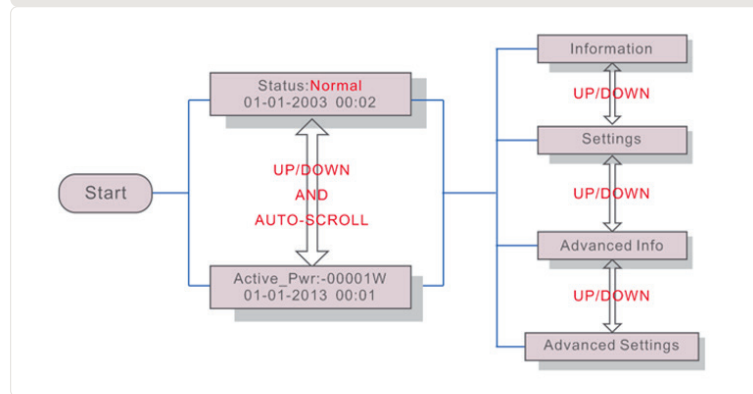 Start
Status:Normal
01-01-2003 00:02
UP/DOWN
AND
AUTO-SCROLL
Active_Pwr:-00001W
01-01-2013 00:01
Information
UP/DOWN
Settings
UP/DOWN
Advanced Info
UP/DOWN
Advanced Settings